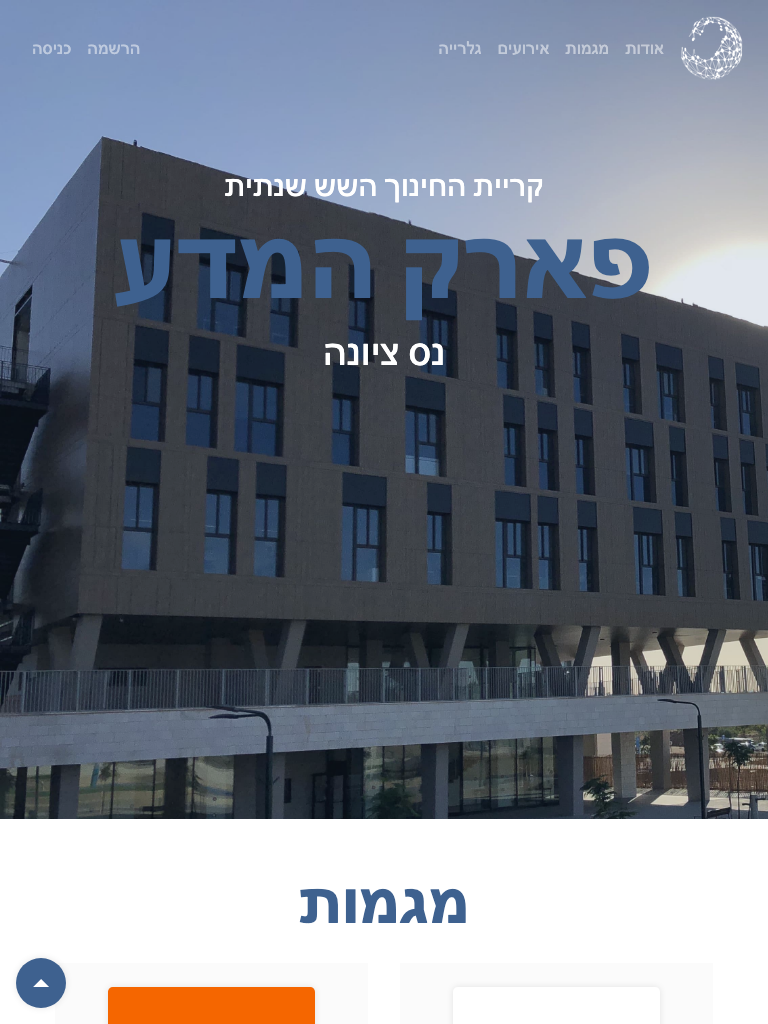 אודות מגמות אירועים גלרייה הרשמה כניסה
קריית החינוך השש שנתית
פארק המדע
נס ציונה
מגמות